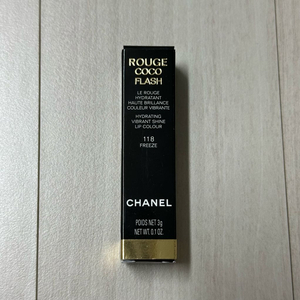 ROUGE
COCO
FLASH
LE ROUGE
HYDRATANT
HAUTE BRILLANCE
COULEUR VIBRANTE
HYDRATING
VIBRANT SHINE
LIP COLOUR
118
FREEZE
CHANEL
POIDS NET 3g
NET WT. 0.1 OZ.